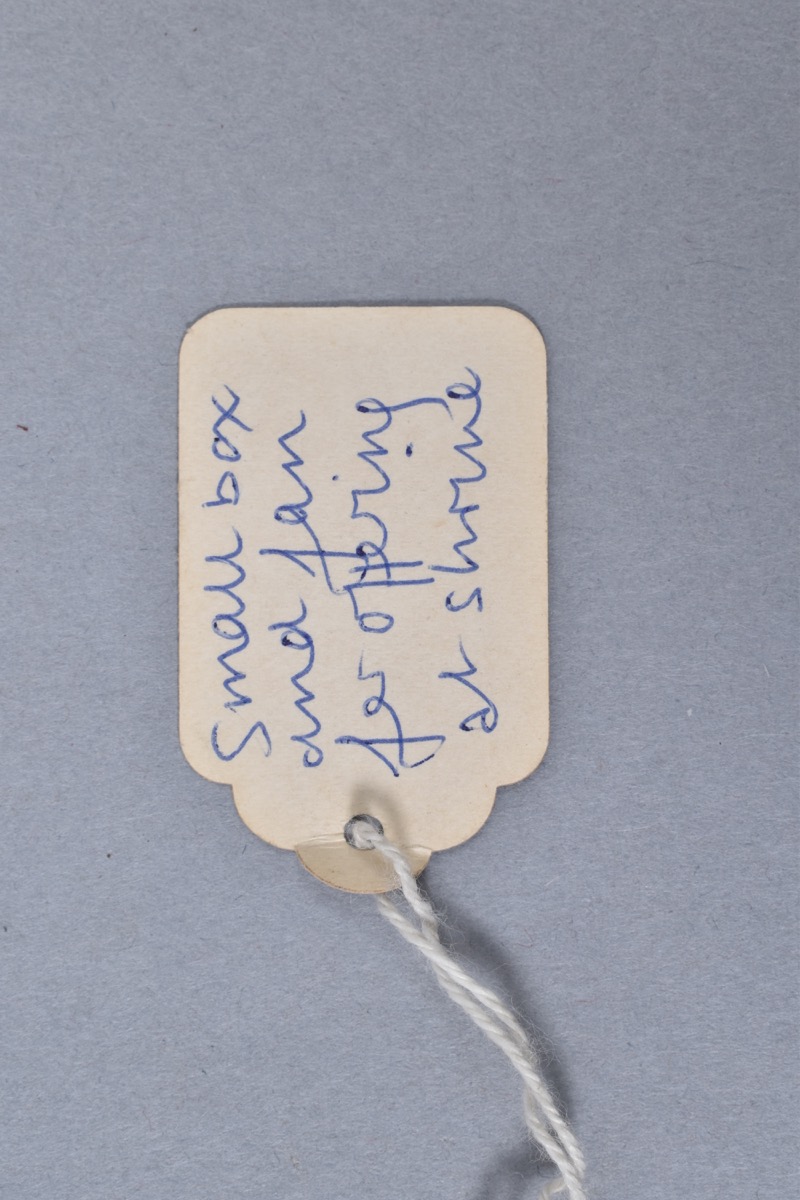 Small box
and fan
for offering
at shrine